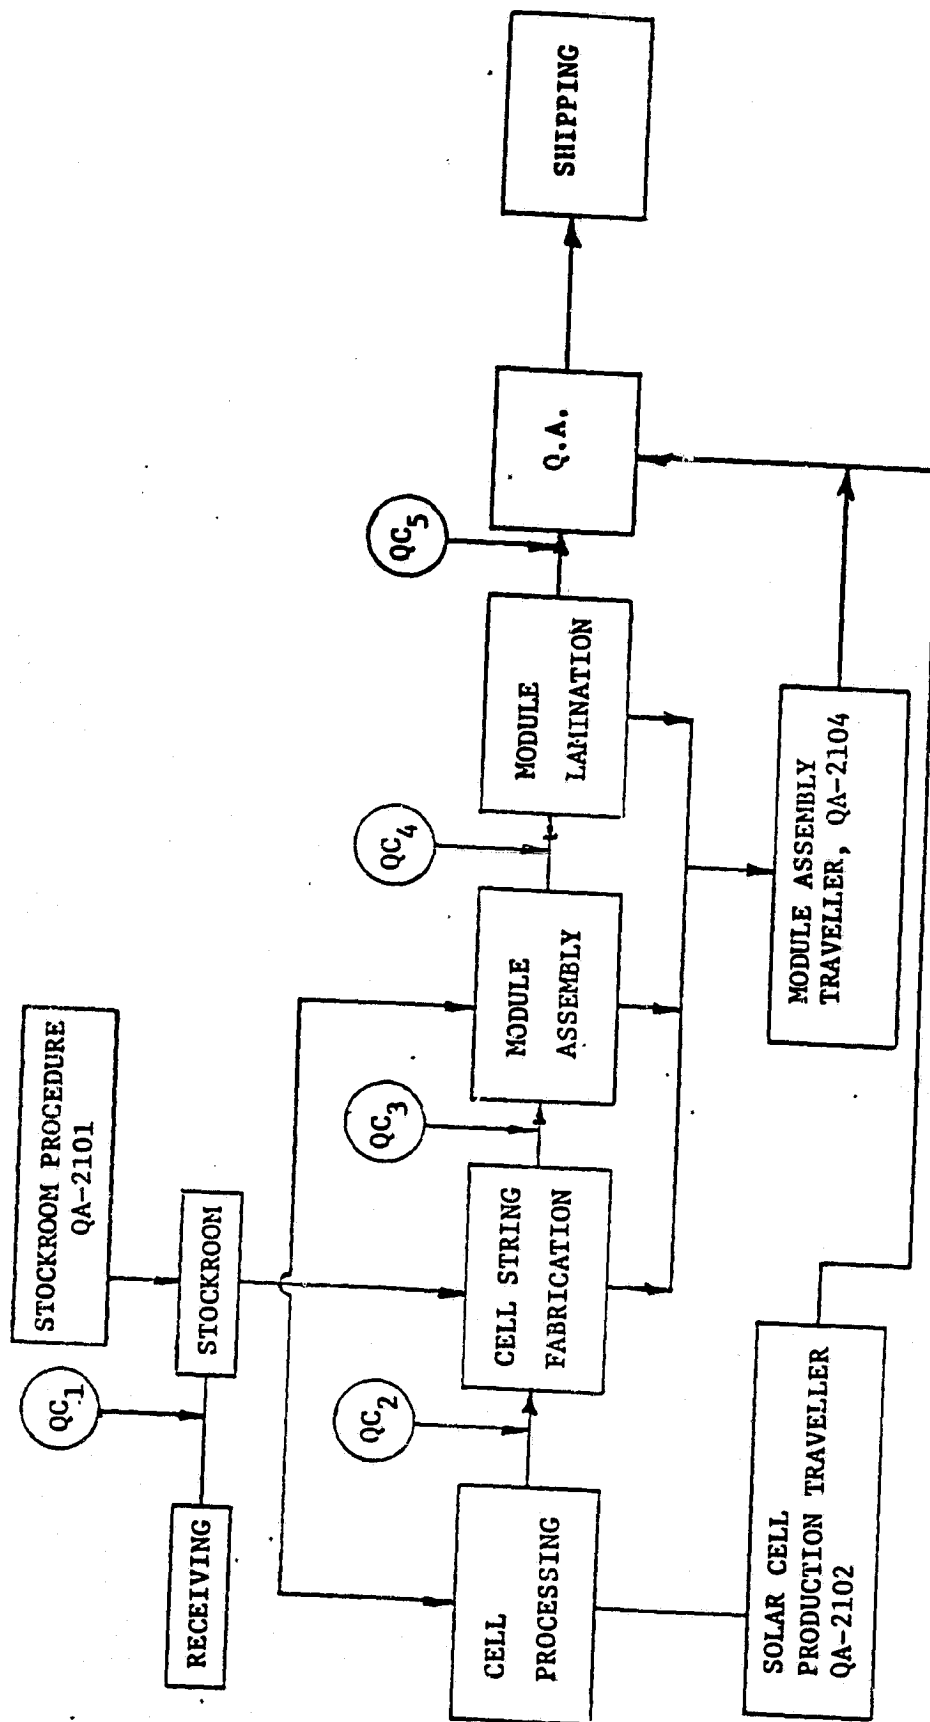 STOCKROOM PROCEDURE
QA-2101
QC1
RECEIVING
STOCKROOM
QC2
QC3
QC4
QC5
CELL
PROCESSING
CELL STRING
FABRICATION
MODULE
ASSEMBLY
MODULE
LAMINATION
Q.A.
SHIPPING
SOLAR CELL
PRODUCTION TRAVELLER
QA-2102
MODULE ASSEMBLY
TRAVELLER, QA-2104